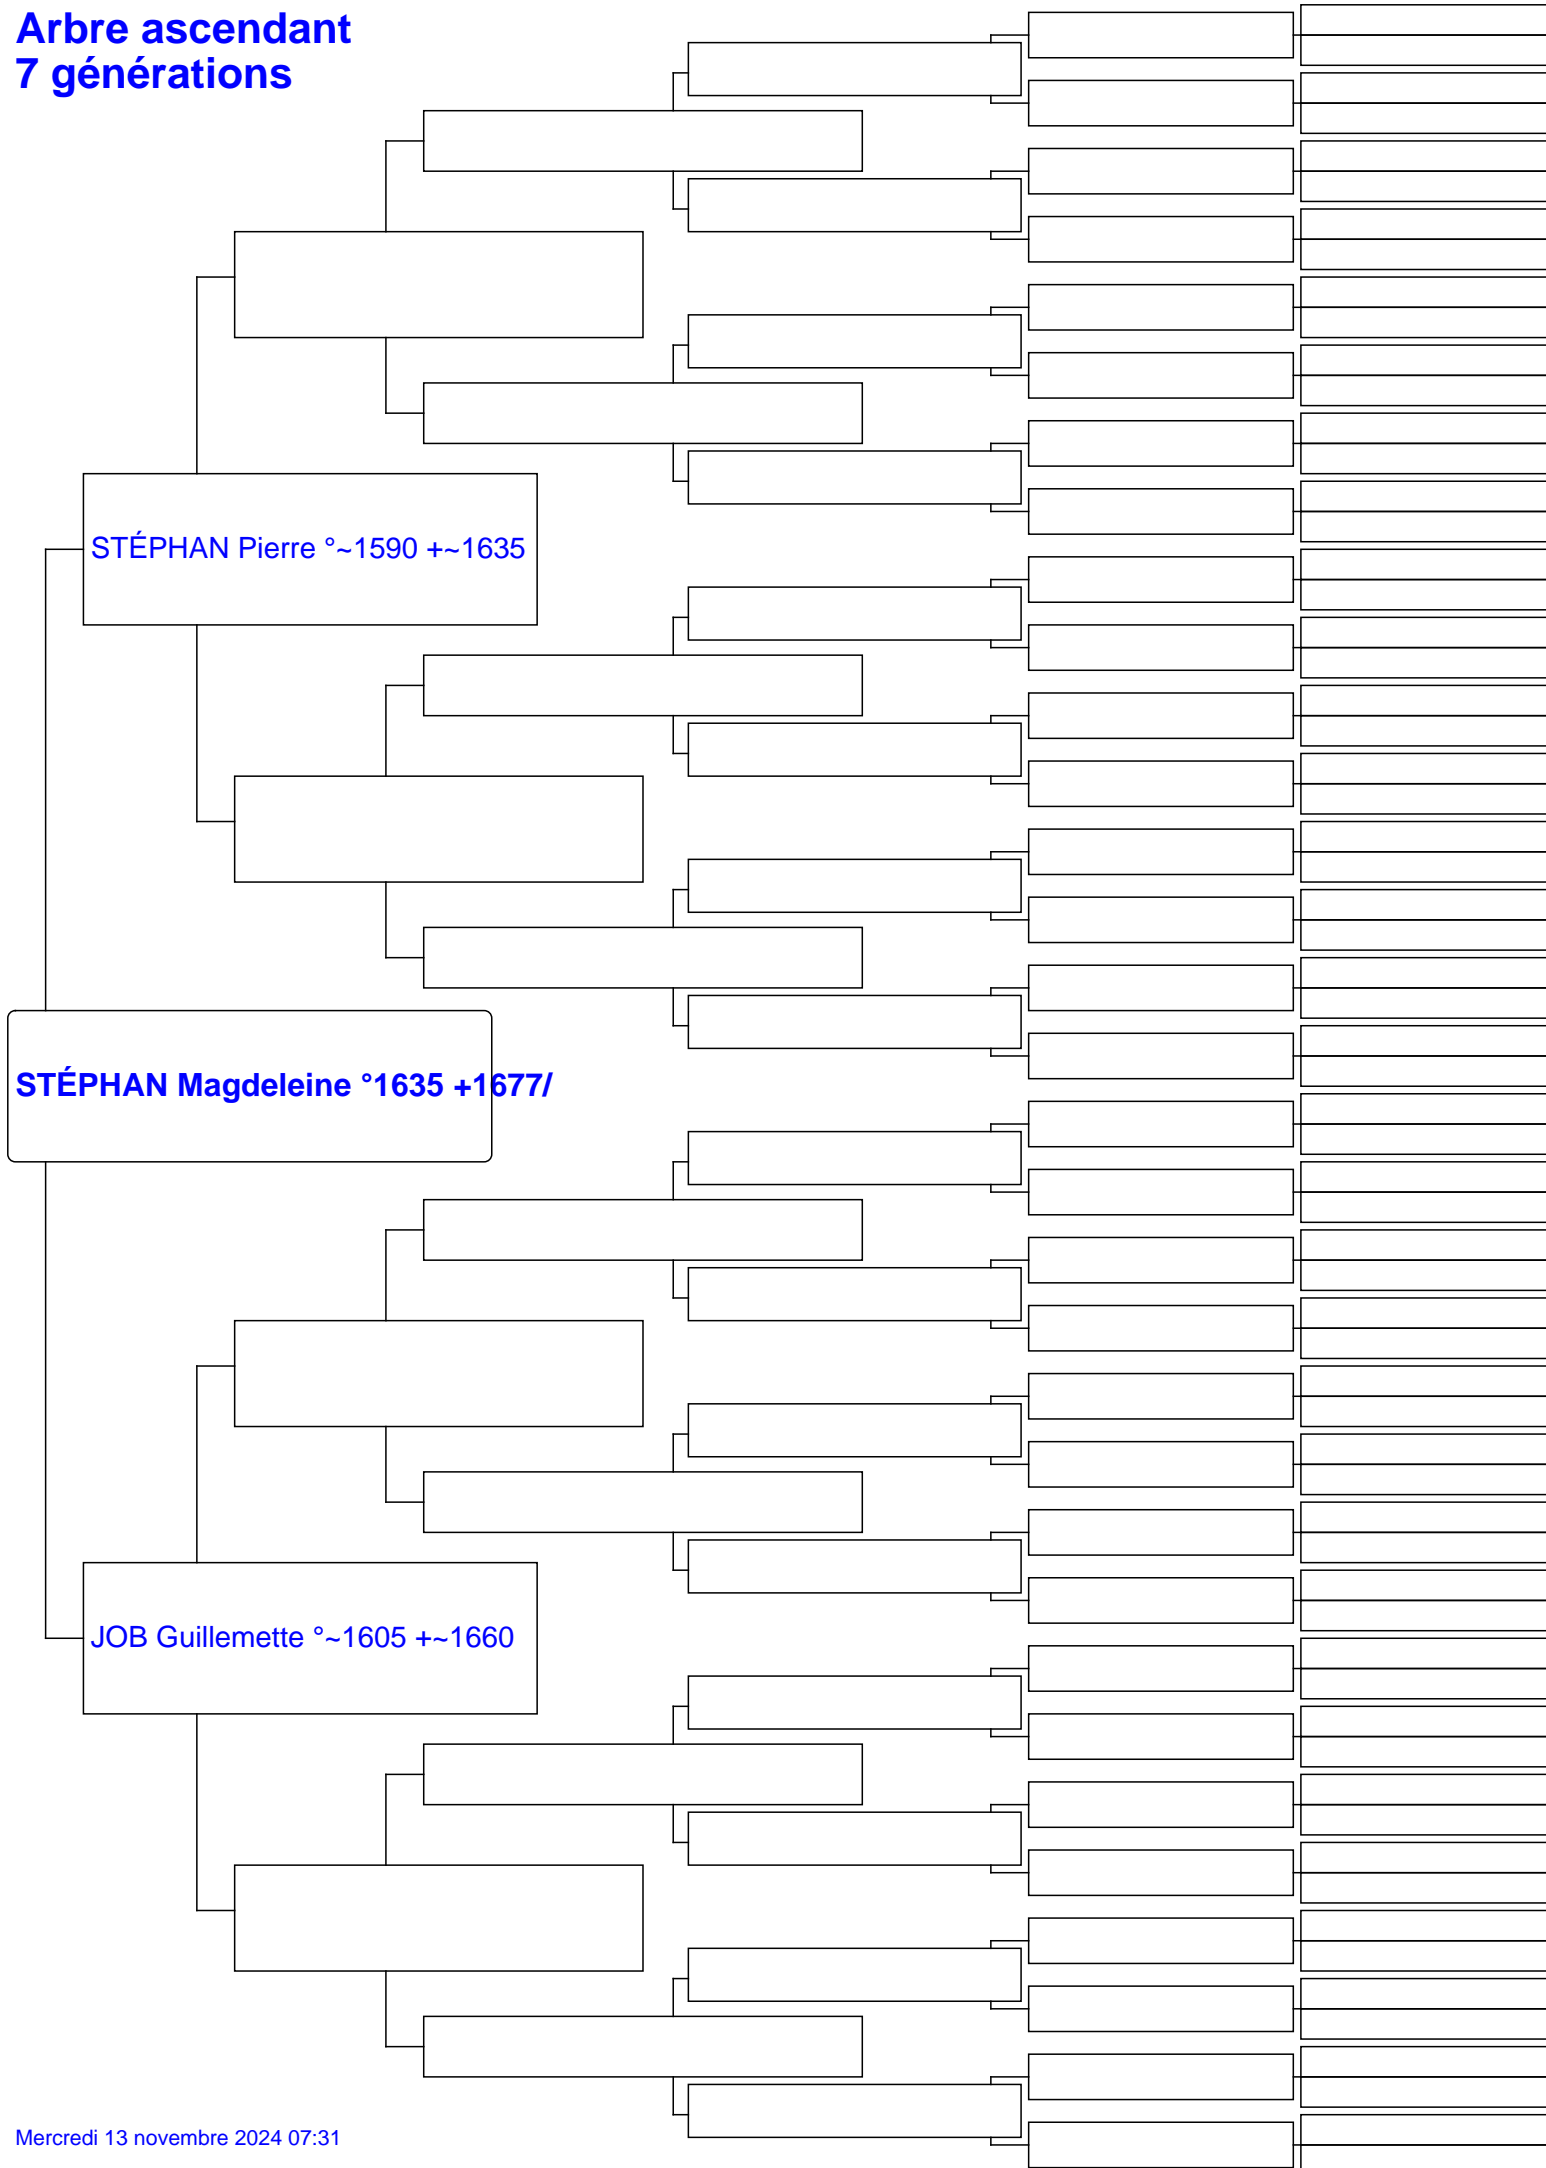 Arbre ascendant
7 générations
STÉPHAN Pierre °~1590 +~1635
STÉPHAN Magdeleine °1635 +1677/
JOB Guillemette °~1605 +~1660
Mercredi 13 novembre 2024 07:31